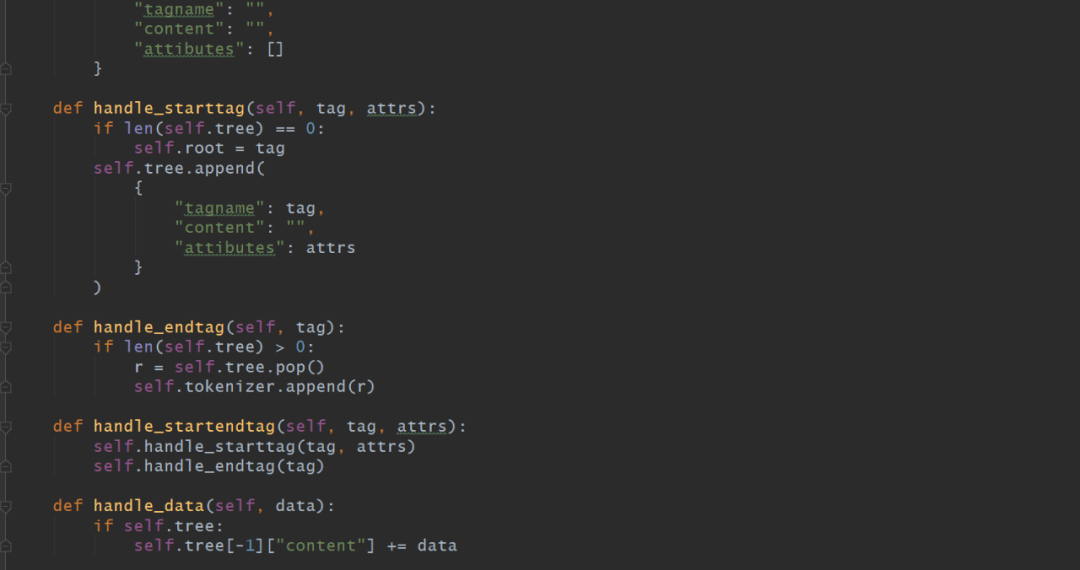 "tagname": "",
"content": "",
"attibutes": []
}
def handle_starttag(self, tag, attrs):
if len(self.tree) == 0:
self.root = tag
self.tree.append(
{
"tagname": tag,
"content": "",
"attibutes": attrs
}
)
def handle_endtag(self, tag):
if len(self.tree) > 0:
r = self.tree.pop()
self.tokenizer.append(r)
def handle_startendtag(self, tag, attrs):
self.handle_starttag(tag, attrs)
self.handle_endtag(tag)
def handle_data(self, data):
if self.tree:
self.tree[-1]["content"] += data